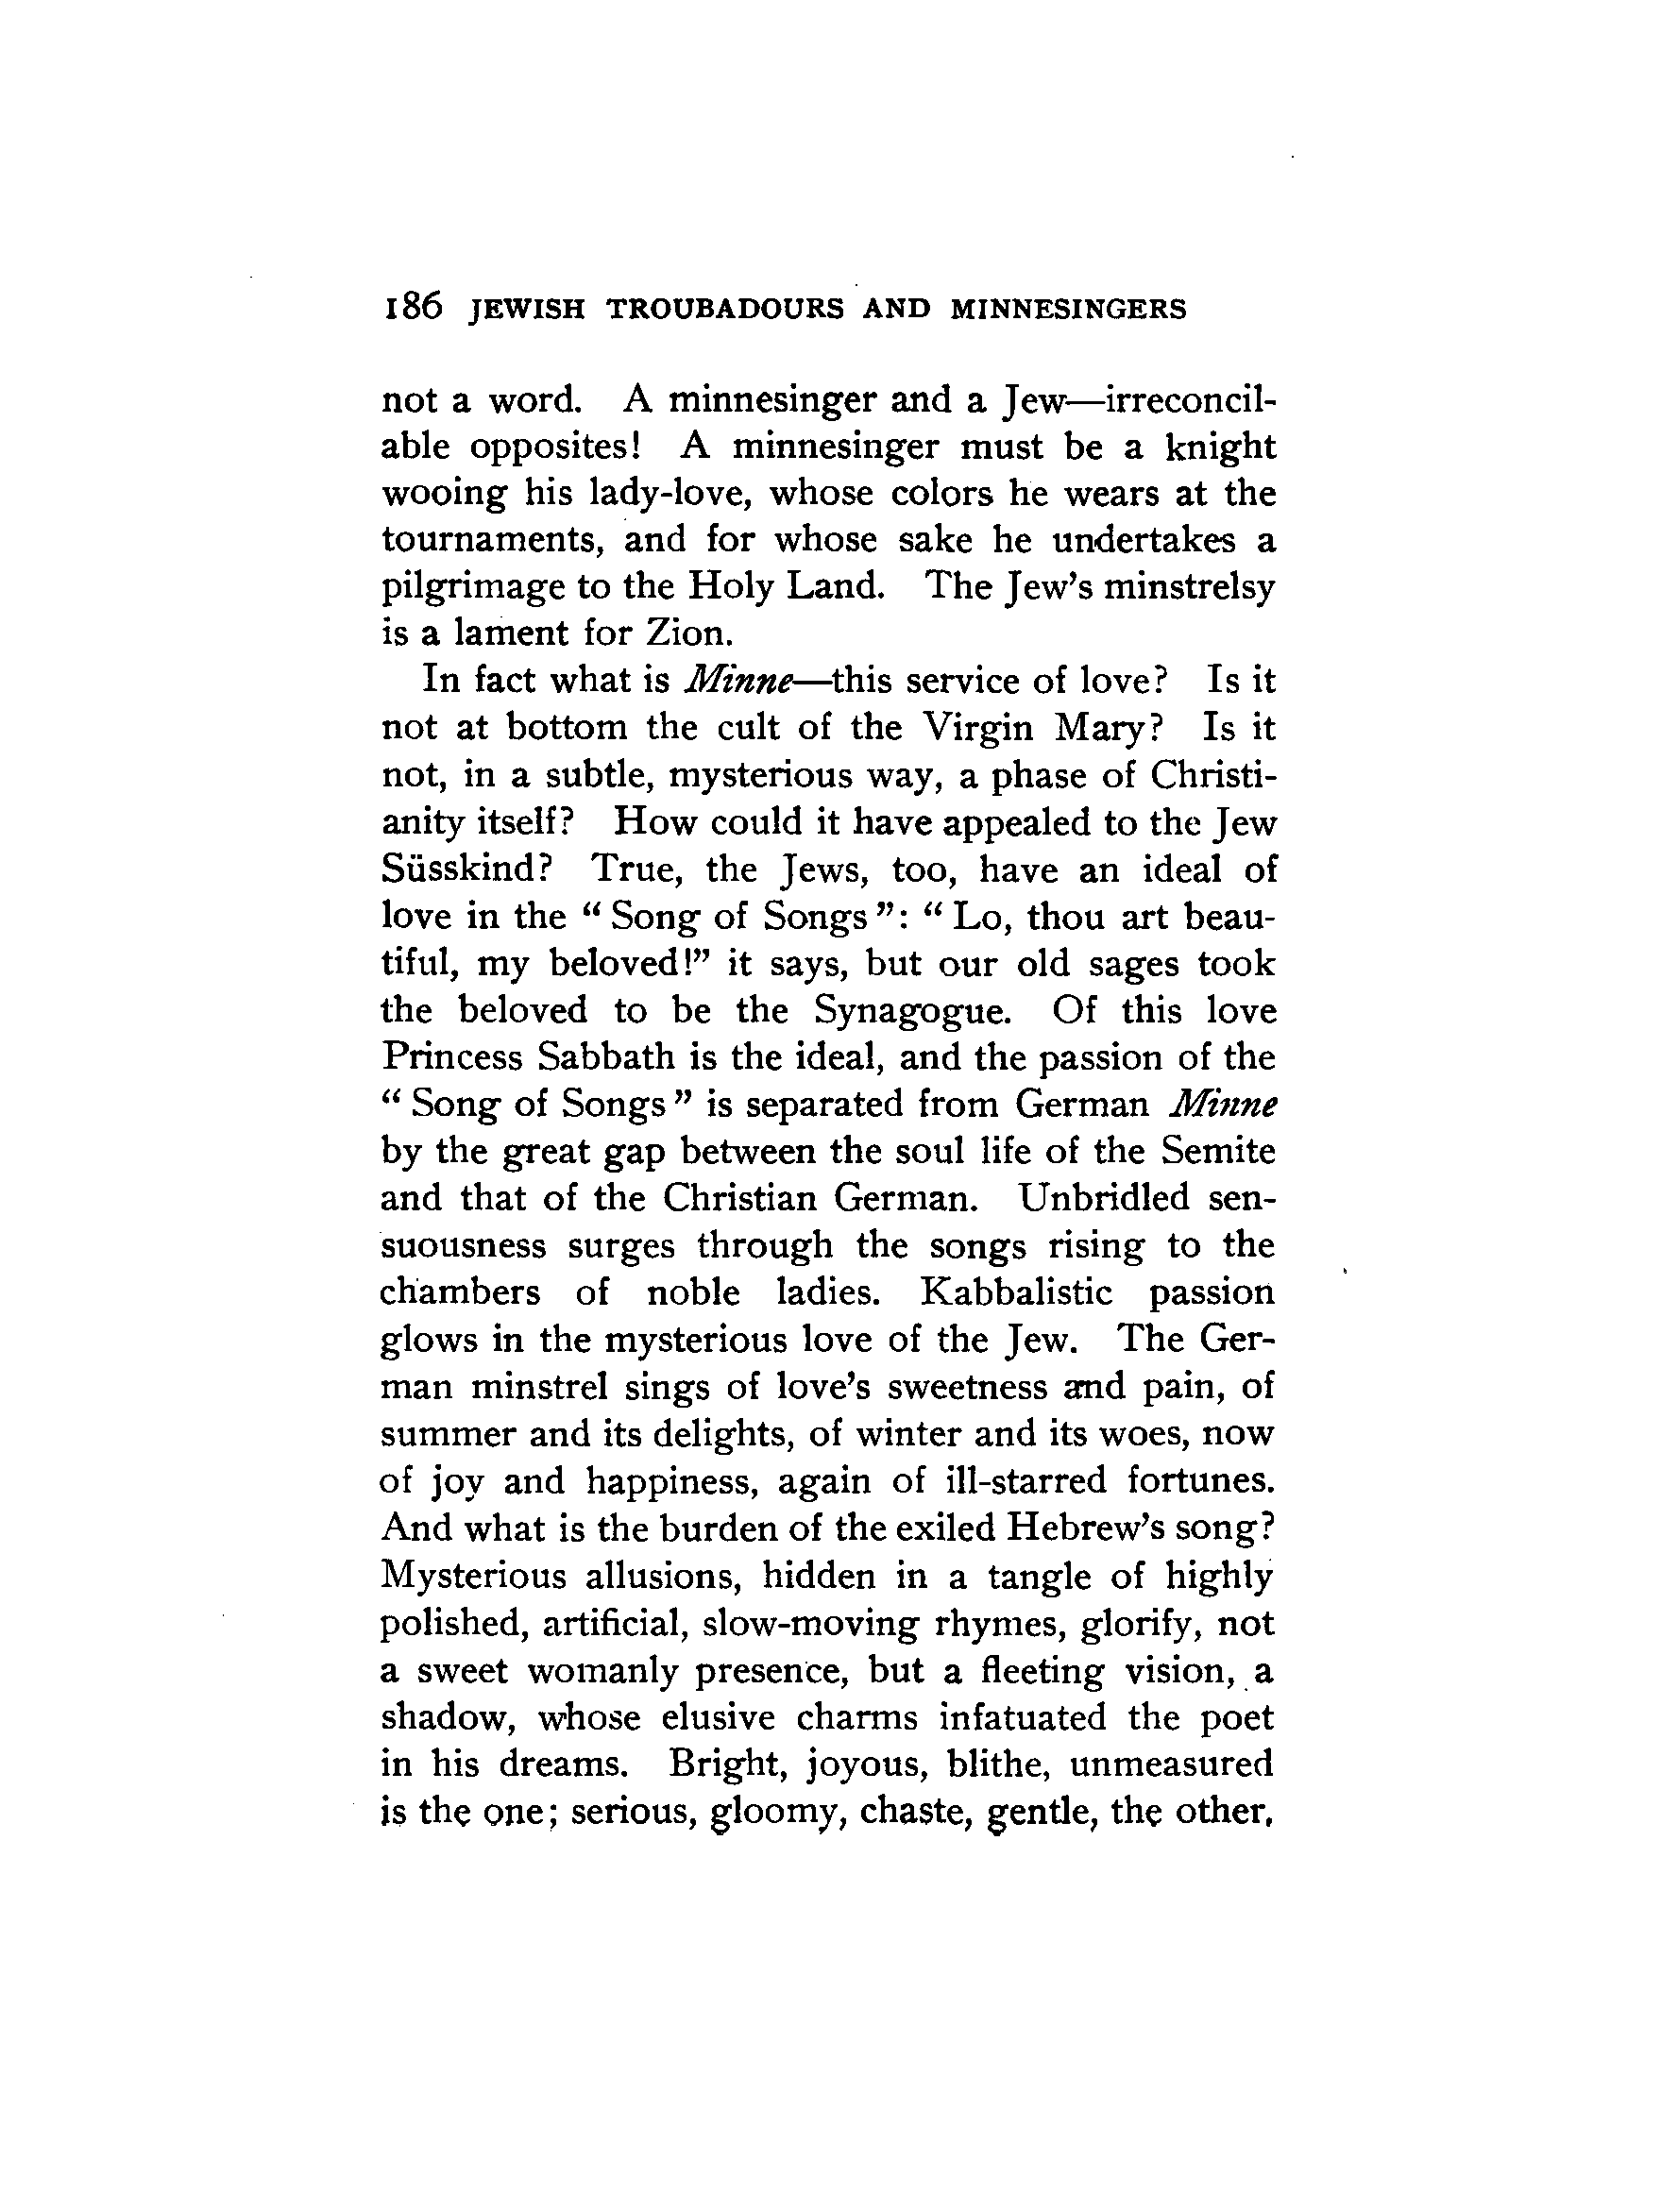 186 JEWISH TROUBADOURS AND MINNESINGERS
not a word. A minnesinger and a Jew—irreconcil-
able opposites! A minnesinger must be a knight
wooing his lady-love, whose colors he wears at the
tournaments, and for whose sake he undertakes a
pilgrimage to the Holy Land. The Jew's minstrelsy
is a lament for Zion.
In fact what is Minne—this service of love? Is it
not at bottom the cult of the Virgin Mary? Is it
not, in a subtle, mysterious way, a phase of Christi-
anity itself? How could it have appealed to the Jew
Süsskind? True, the Jews, too, have an ideal of
love in the “ Song of Songs ”: “ Lo, thou art beau-
tiful, my beloved!” it says, but our old sages took
the beloved to be the Synagogue. Of this love
Princess Sabbath is the ideal, and the passion of the
“ Song of Songs ” is separated from German Minne
by the great gap between the soul life of the Semite
and that of the Christian German. Unbridled sen-
suousness surges through the songs rising to the
chambers of noble ladies. Kabbalistic passion
glows in the mysterious love of the Jew. The Ger-
man minstrel sings of love's sweetness and pain, of
summer and its delights, of winter and its woes, now
of joy and happiness, again of ill-starred fortunes.
And what is the burden of the exiled Hebrew's song?
Mysterious allusions, hidden in a tangle of highly
polished, artificial, slow-moving rhymes, glorify, not
a sweet womanly presence, but a fleeting vision, a
shadow, whose elusive charms infatuated the poet
in his dreams. Bright, joyous, blithe, unmeasured
is the one; serious, gloomy, chaste, gentle, the other,